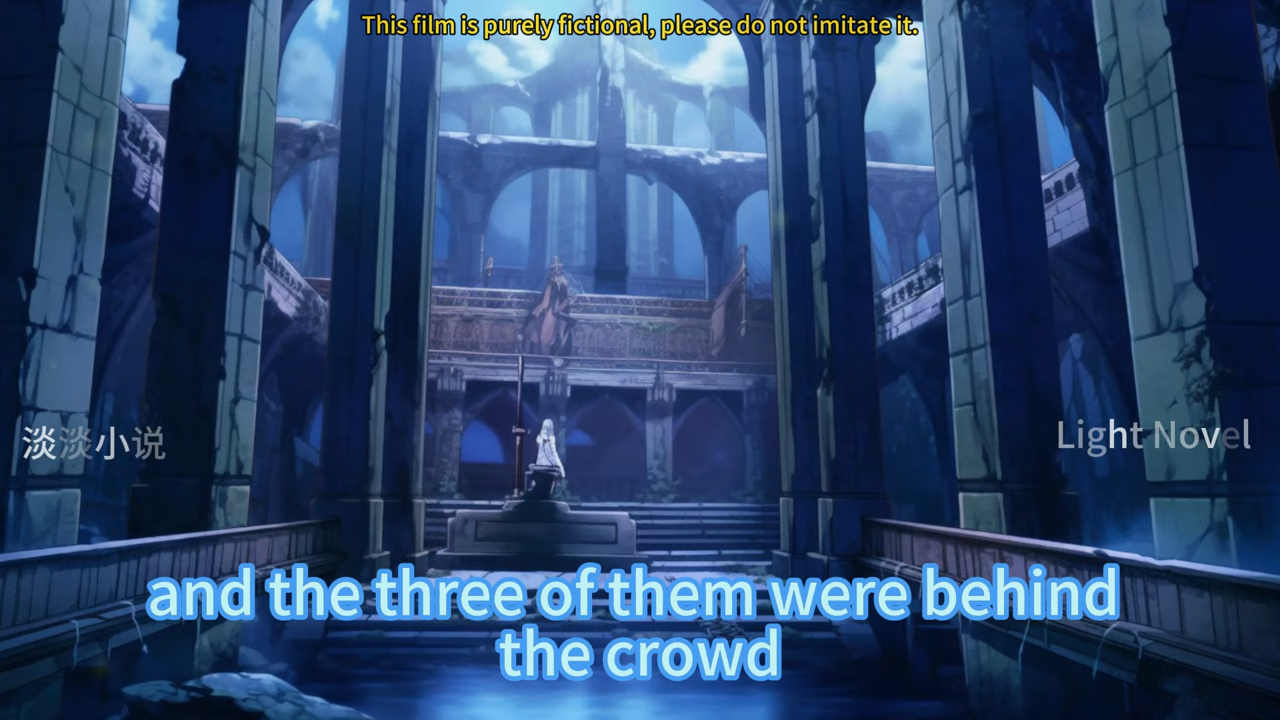 This film is purely fictional, please do not imitate it.
淡淡小说
Light Novel
and the three of them were behind
the crowd